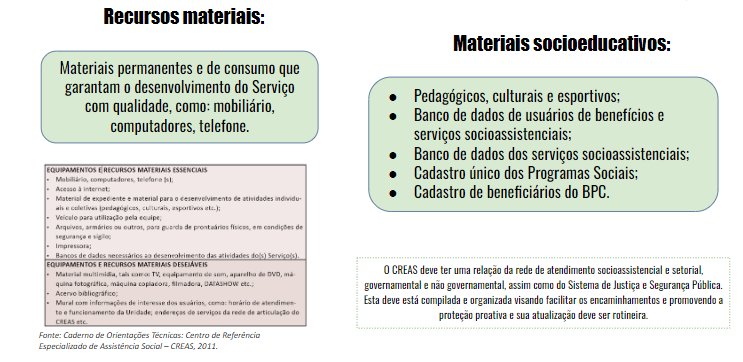 Recursos materiais:
Materiais permanentes e de consumo que
garantam o desenvolvimento do Serviço
com qualidade, como: mobiliário,
computadores, telefone.
EQUIPAMENTOS E RECURSOS MATERIAIS ESSENCIAIS
• Mobiliário, computadores, telefone (s);
• Acesso à internet;
• Material de expediente e material para o desenvolvimento de atividades individu-
ais e coletivas (pedagógicos, culturais, esportivos etc.);
• Veículo para utilização pela equipe;
• Arquivos, armários ou outros, para guarda de prontuários físicos, em condições de
segurança e sigilo;
• Impressora;
• Bancos de dados necessários ao desenvolvimento das atividades do(s) Serviço(s).
EQUIPAMENTOS E RECURSOS MATERIAIS DESEJÁVEIS
• Material multimídia, tais como: TV, equipamento de som, aparelho de DVD, má-
quina fotográfica, máquina copiadora, filmadora, DATASHOW etc.;
• Acervo bibliográfico;
• Mural com informações de interesse dos usuários, como: horário de atendimen-
to e funcionamento da Unidade; endereços de serviços da rede de articulação do
CREAS etc.
Fonte: Caderno de Orientações Técnicas: Centro de Referência
Especializado de Assistência Social – CREAS, 2011.
Materiais socioeducativos:
● Pedagógicos, culturais e esportivos;
● Banco de dados de usuários de benefícios e
serviços socioassistenciais;
● Banco de dados dos serviços socioassistenciais;
● Cadastro único dos Programas Sociais;
● Cadastro de beneficiários do BPC.
O CREAS deve ter uma relação da rede de atendimento socioassistencial e setorial,
governamental e não governamental, assim como do Sistema de Justiça e Segurança Pública.
Esta deve está compilada e organizada visando facilitar os encaminhamentos e promovendo a
proteção proativa e sua atualização deve ser rotineira.